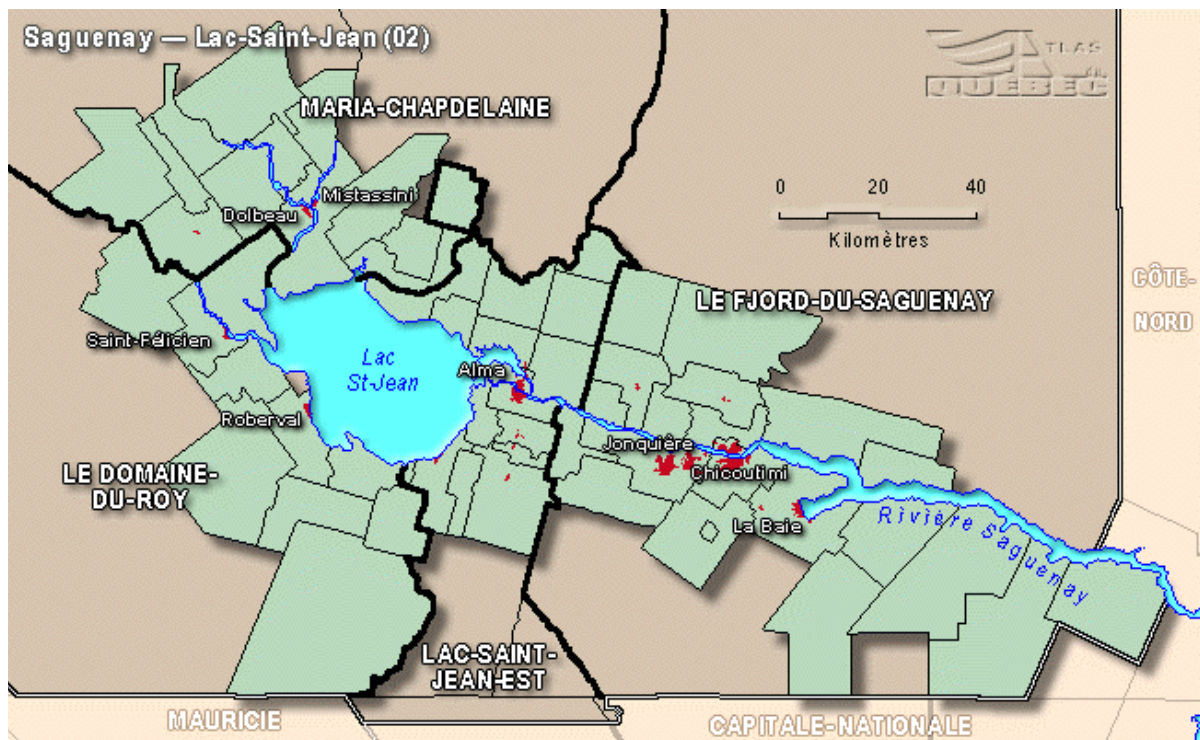 Saguenay — Lac-Saint-Jean (02)
ATLAS
du
QUÉBEC
MARIA-CHAPDELAINE
Mistassini
Dolbeau
0 20 40
Kilomètres
CÔTE-
NORD
LE FJORD-DU-SAGUENAY
Saint-Félicien
Lac
St-Jean
Alma
Roberval
Jonquière
Chicoutimi
LE DOMAINE-
DU-ROY
La Baie
Rivière Saguenay
LAC-SAINT-
JEAN-EST
MAURICIE
CAPITALE-NATIONALE